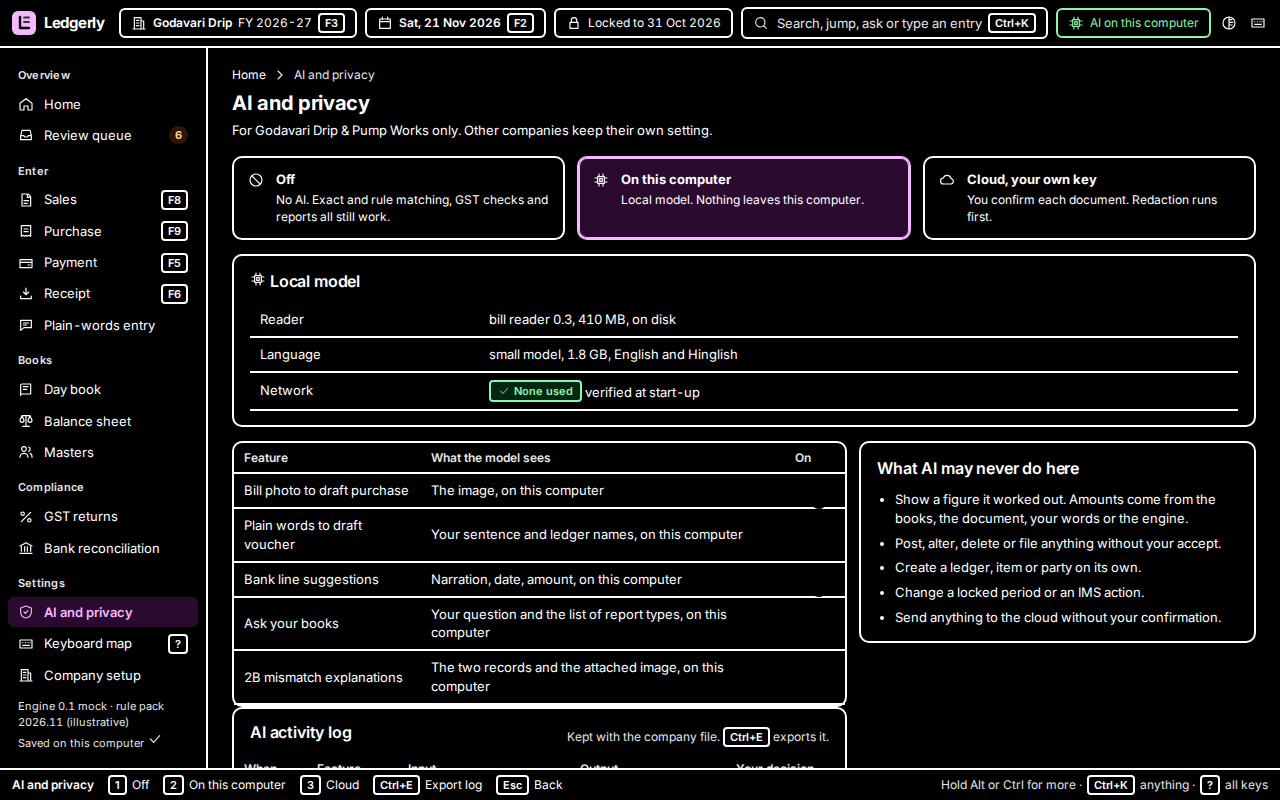 Ledgerly
Godavari Drip FY 2026-27 F3
Sat, 21 Nov 2026 F2
Locked to 31 Oct 2026
Search, jump, ask or type an entry Ctrl+K
AI on this computer
Overview
Home
Review queue 6
Enter
Sales F8
Purchase F9
Payment F5
Receipt F6
Plain-words entry
Books
Day book
Balance sheet
Masters
Compliance
GST returns
Bank reconciliation
Settings
AI and privacy
Keyboard map ?
Company setup
Engine 0.1 mock · rule pack
2026.11 (illustrative)
Saved on this computer
Home AI and privacy
AI and privacy
For Godavari Drip & Pump Works only. Other companies keep their own setting.
Off
No AI. Exact and rule matching, GST checks and
reports all still work.
On this computer
Local model. Nothing leaves this computer.
Cloud, your own key
You confirm each document. Redaction runs
first.
Local model
Reader bill reader 0.3, 410 MB, on disk
Language small model, 1.8 GB, English and Hinglish
Network None used verified at start-up
Feature What the model sees On
Bill photo to draft purchase The image, on this computer
Plain words to draft
voucher
Your sentence and ledger names, on this computer
Bank line suggestions Narration, date, amount, on this computer
Ask your books
Your question and the list of report types, on this
computer
2B mismatch explanations
The two records and the attached image, on this
computer
What AI may never do here
• Show a figure it worked out. Amounts come from the
books, the document, your words or the engine.
• Post, alter, delete or file anything without your accept.
• Create a ledger, item or party on its own.
• Change a locked period or an IMS action.
• Send anything to the cloud without your confirmation.
AI activity log
Kept with the company file. Ctrl+E exports it.
When Feature Input Output Your decision
AI and privacy 1 Off 2 On this computer 3 Cloud Ctrl+E Export log Esc Back
Hold Alt or Ctrl for more · Ctrl+K anything · ? all keys